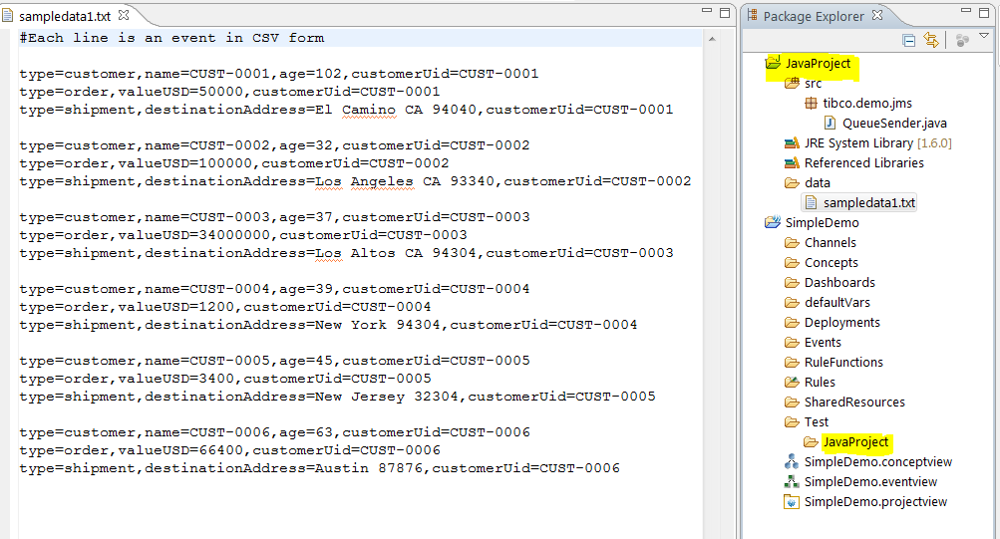 sampledata1.txt
#Each line is an event in CSV form
type=customer,name=CUST-0001,age=102,customerUid=CUST-0001
type=order,valueUSD=50000,customerUid=CUST-0001
type=shipment,destinationAddress=El Camino CA 94040,customerUid=CUST-0001
type=customer,name=CUST-0002,age=32,customerUid=CUST-0002
type=order,valueUSD=100000,customerUid=CUST-0002
type=shipment,destinationAddress=Los Angeles CA 93340,customerUid=CUST-0002
type=customer,name=CUST-0003,age=37,customerUid=CUST-0003
type=order,valueUSD=34000000,customerUid=CUST-0003
type=shipment,destinationAddress=Los Altos CA 94304,customerUid=CUST-0003
type=customer,name=CUST-0004,age=39,customerUid=CUST-0004
type=order,valueUSD=1200,customerUid=CUST-0004
type=shipment,destinationAddress=New York 94304,customerUid=CUST-0004
type=customer,name=CUST-0005,age=45,customerUid=CUST-0005
type=order,valueUSD=3400,customerUid=CUST-0005
type=shipment,destinationAddress=New Jersey 32304,customerUid=CUST-0005
type=customer,name=CUST-0006,age=63,customerUid=CUST-0006
type=order,valueUSD=66400,customerUid=CUST-0006
type=shipment,destinationAddress=Austin 87876,customerUid=CUST-0006
Package Explorer
JavaProject
src
tibco.demo.jms
QueueSender.java
JRE System Library [1.6.0]
Referenced Libraries
data
sampledata1.txt
SimpleDemo
Channels
Concepts
Dashboards
defaultVars
Deployments
Events
RuleFunctions
Rules
SharedResources
Test
JavaProject
SimpleDemo.conceptview
SimpleDemo.eventview
SimpleDemo.projectview